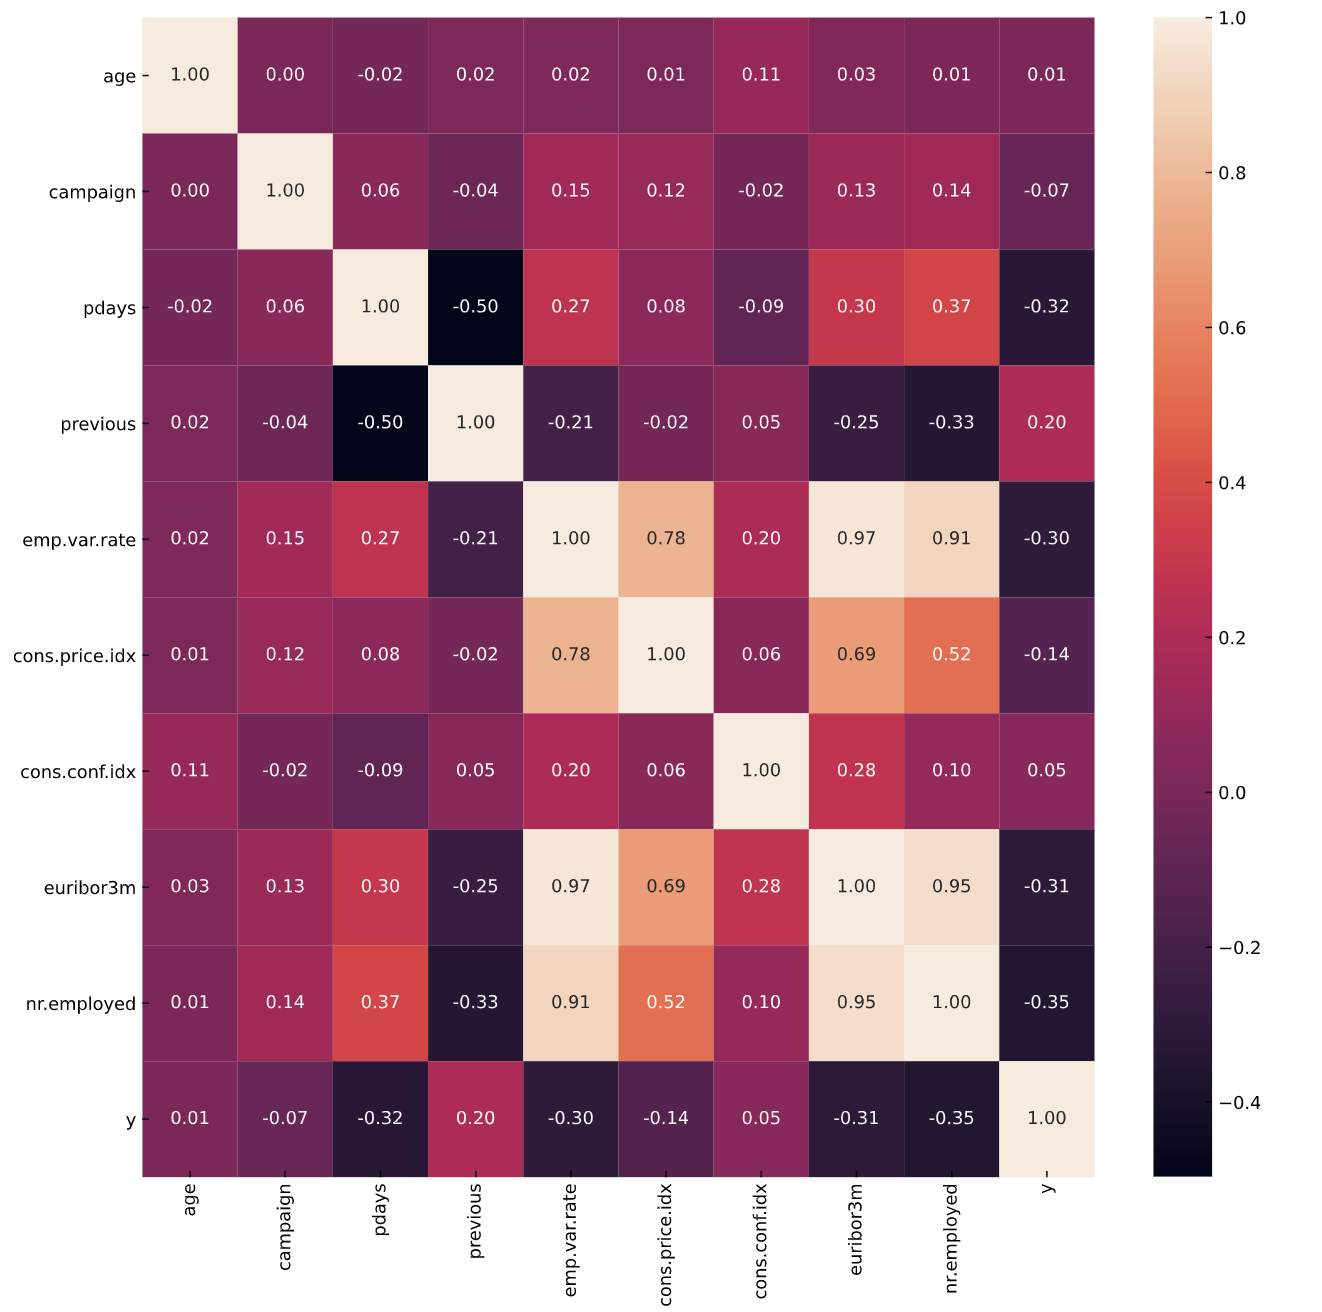 age 1.00 0.00 -0.02 0.02 0.02 0.01 0.11 0.03 0.01 0.01
campaign 0.00 1.00 0.06 -0.04 0.15 0.12 -0.02 0.13 0.14 -0.07
pdays -0.02 0.06 1.00 -0.50 0.27 0.08 -0.09 0.30 0.37 -0.32
previous 0.02 -0.04 -0.50 1.00 -0.21 -0.02 0.05 -0.25 -0.33 0.20
emp.var.rate 0.02 0.15 0.27 -0.21 1.00 0.78 0.20 0.97 0.91 -0.30
cons.price.idx 0.01 0.12 0.08 -0.02 0.78 1.00 0.06 0.69 0.52 -0.14
cons.conf.idx 0.11 -0.02 -0.09 0.05 0.20 0.06 1.00 0.28 0.10 0.05
euribor3m 0.03 0.13 0.30 -0.25 0.97 0.69 0.28 1.00 0.95 -0.31
nr.employed 0.01 0.14 0.37 -0.33 0.91 0.52 0.10 0.95 1.00 -0.35
y 0.01 -0.07 -0.32 0.20 -0.30 -0.14 0.05 -0.31 -0.35 1.00
age campaign pdays previous emp.var.rate cons.price.idx cons.conf.idx euribor3m nr.employed y
1.0
0.8
0.6
0.4
0.2
0.0
−0.2
−0.4